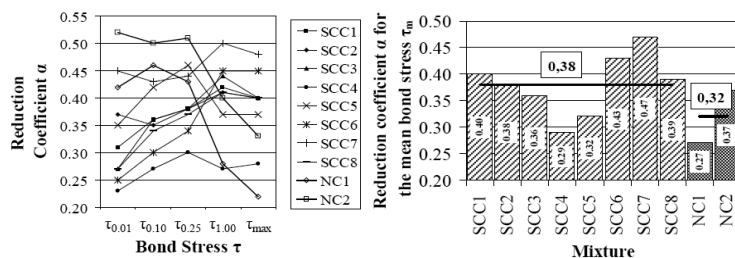 Reduction
Coefficient α
0.55
0.50
0.45
0.40
0.35
0.30
0.25
0.20
τ0.01 τ0.10 τ0.25 τ1.00 τmax
Bond Stress τ
SCC1
SCC2
SCC3
SCC4
SCC5
SCC6
SCC7
SCC8
NC1
NC2
Reduction coefficient α for
the mean bond stress τm
0.50
0.45
0.40
0.35
0.30
0.25
0.20
0,38
0,32
0.40
0.38
0.36
0.29
0.32
0.43
0.47
0.39
0.27
0.37
SCC1
SCC2
SCC3
SCC4
SCC5
SCC6
SCC7
SCC8
NC1
NC2
Mixture